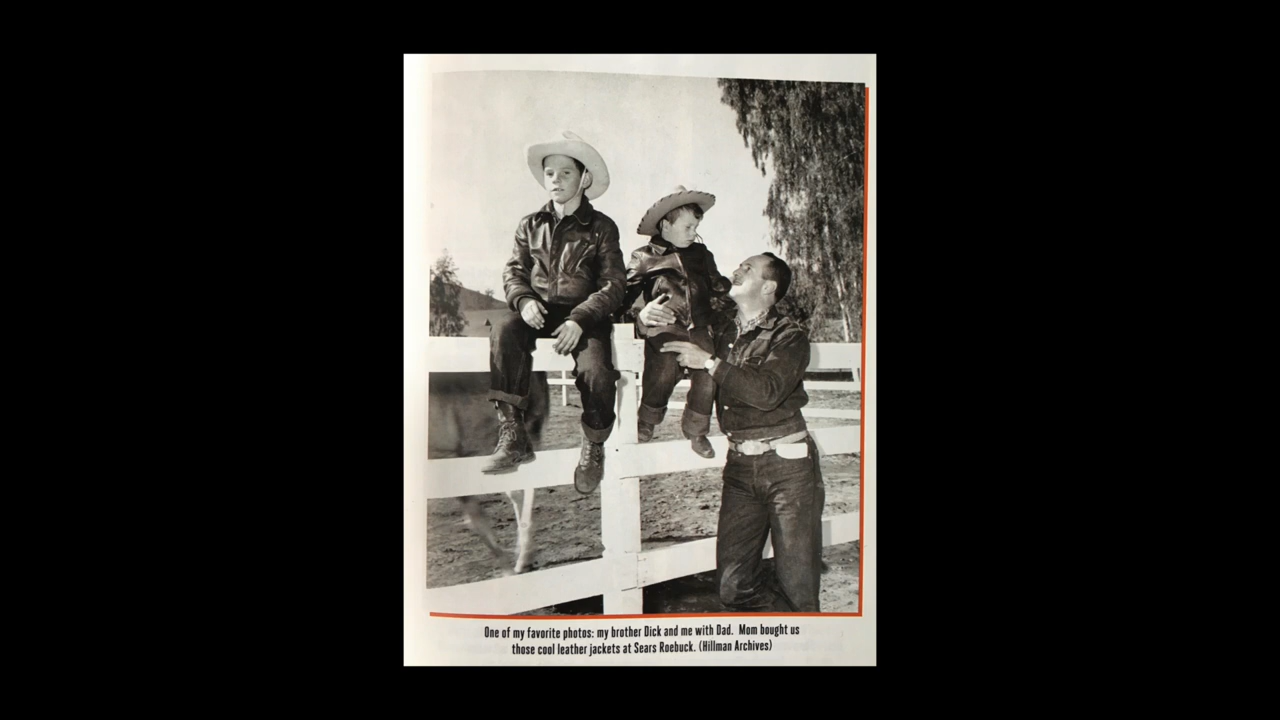 One of my favorite photos: my brother Dick and me with Dad. Mom bought us
those cool leather jackets at Sears Roebuck. (Hillman Archives)